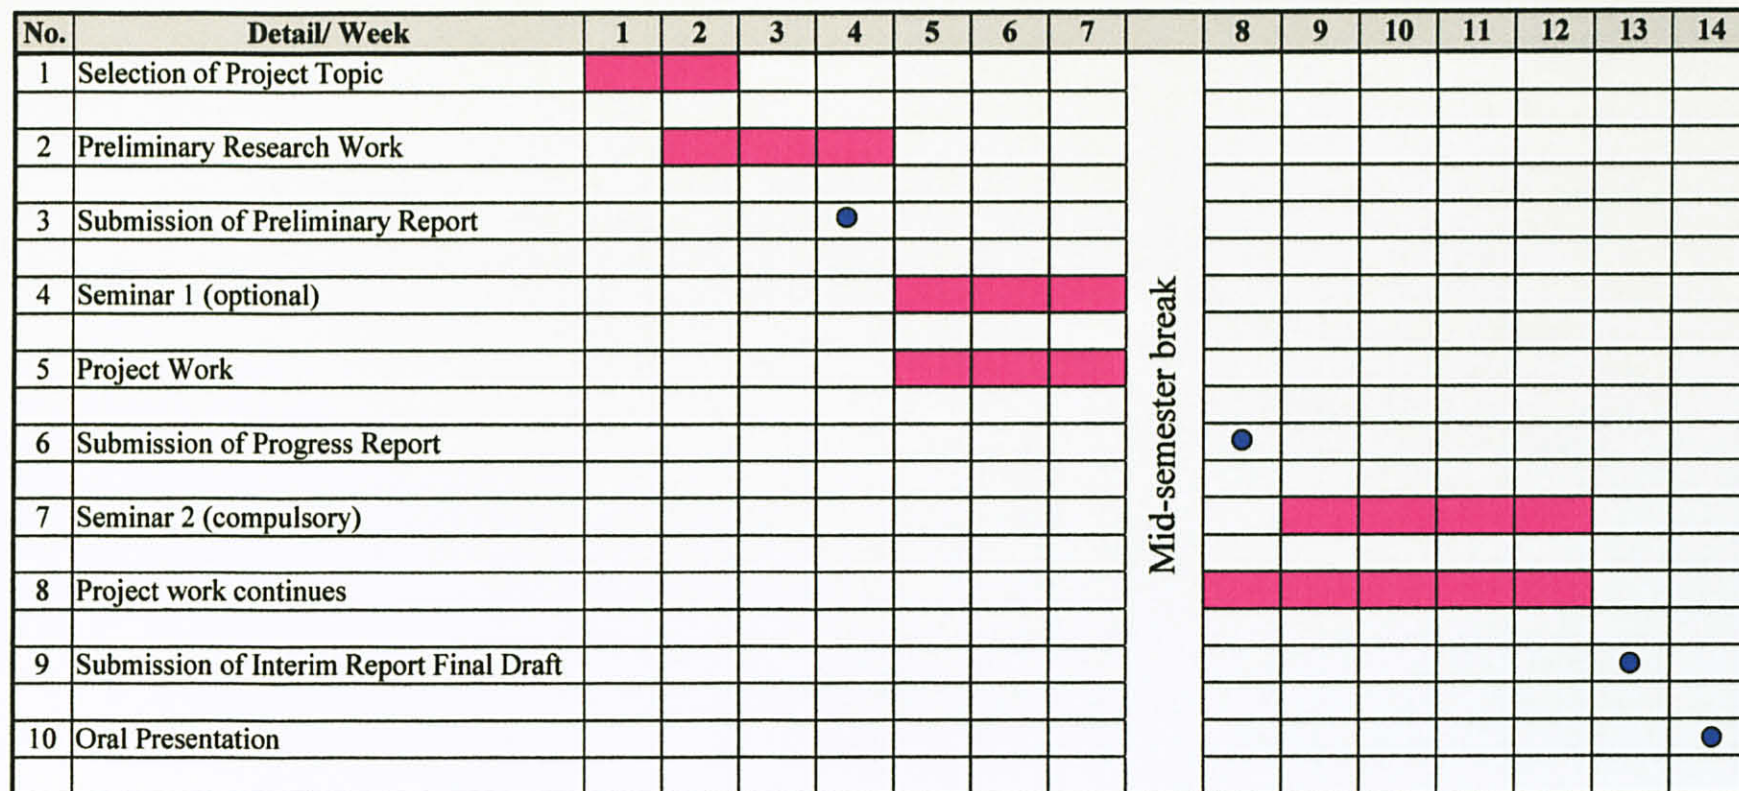 No. Detail/ Week 1 2 3 4 5 6 7 8 9 10 11 12 13 14
1 Selection of Project Topic
2 Preliminary Research Work
3 Submission of Preliminary Report
4 Seminar 1 (optional)
5 Project Work
Mid-semester break
6 Submission of Progress Report
7 Seminar 2 (compulsory)
8 Project work continues
9 Submission of Interim Report Final Draft
10 Oral Presentation